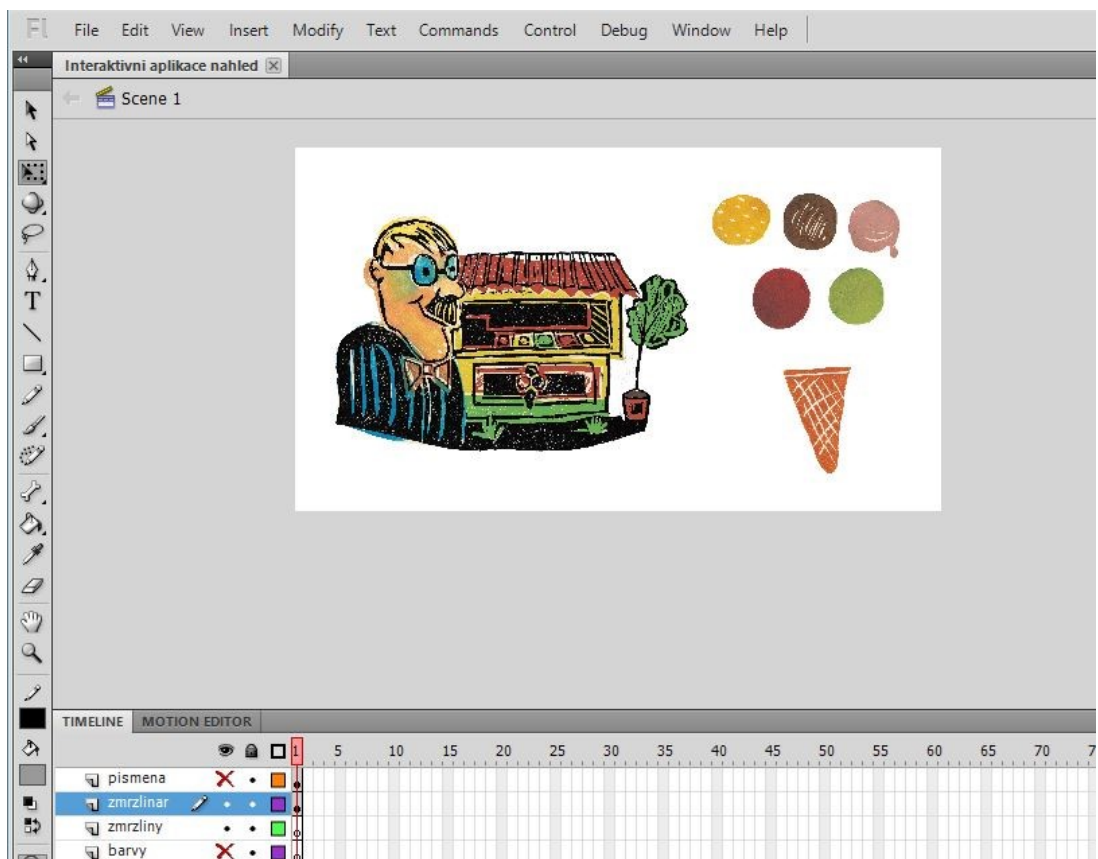 Fl File Edit View Insert Modify Text Commands Control Debug Window Help
Interaktivni aplikace nahled
Scene 1
T
TIMELINE MOTION EDITOR
1 5 10 15 20 25 30 35 40 45 50 55 60 65 70
pismena
zmrzlinar
zmrzliny
barvy